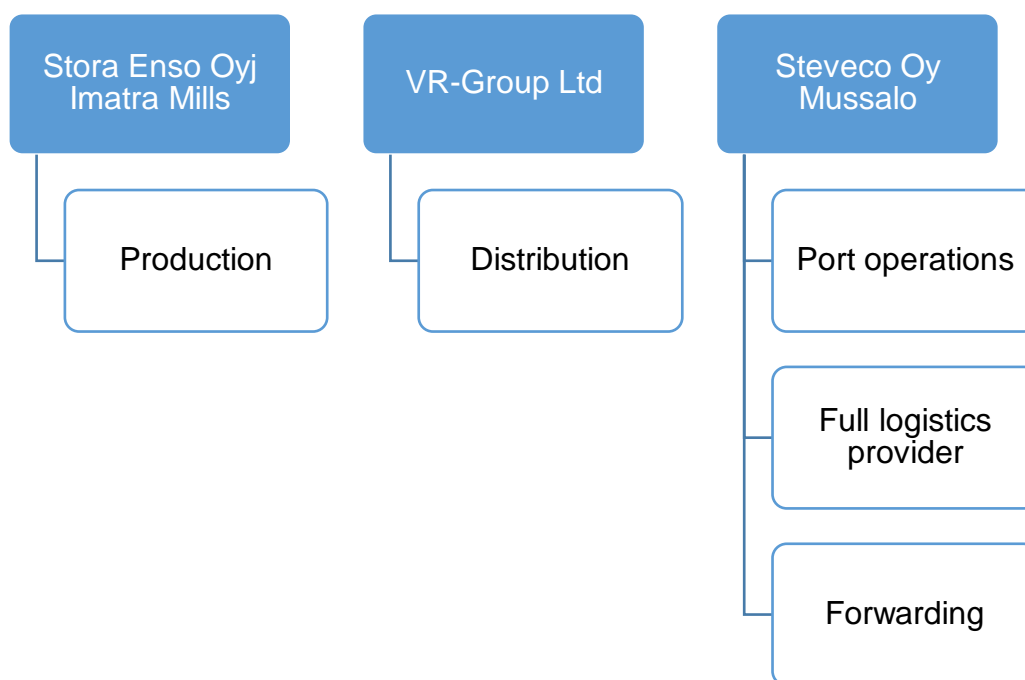 Stora Enso Oyj
Imatra Mills
Production
VR-Group Ltd
Distribution
Steveco Oy
Mussalo
Port operations
Full logistics
provider
Forwarding